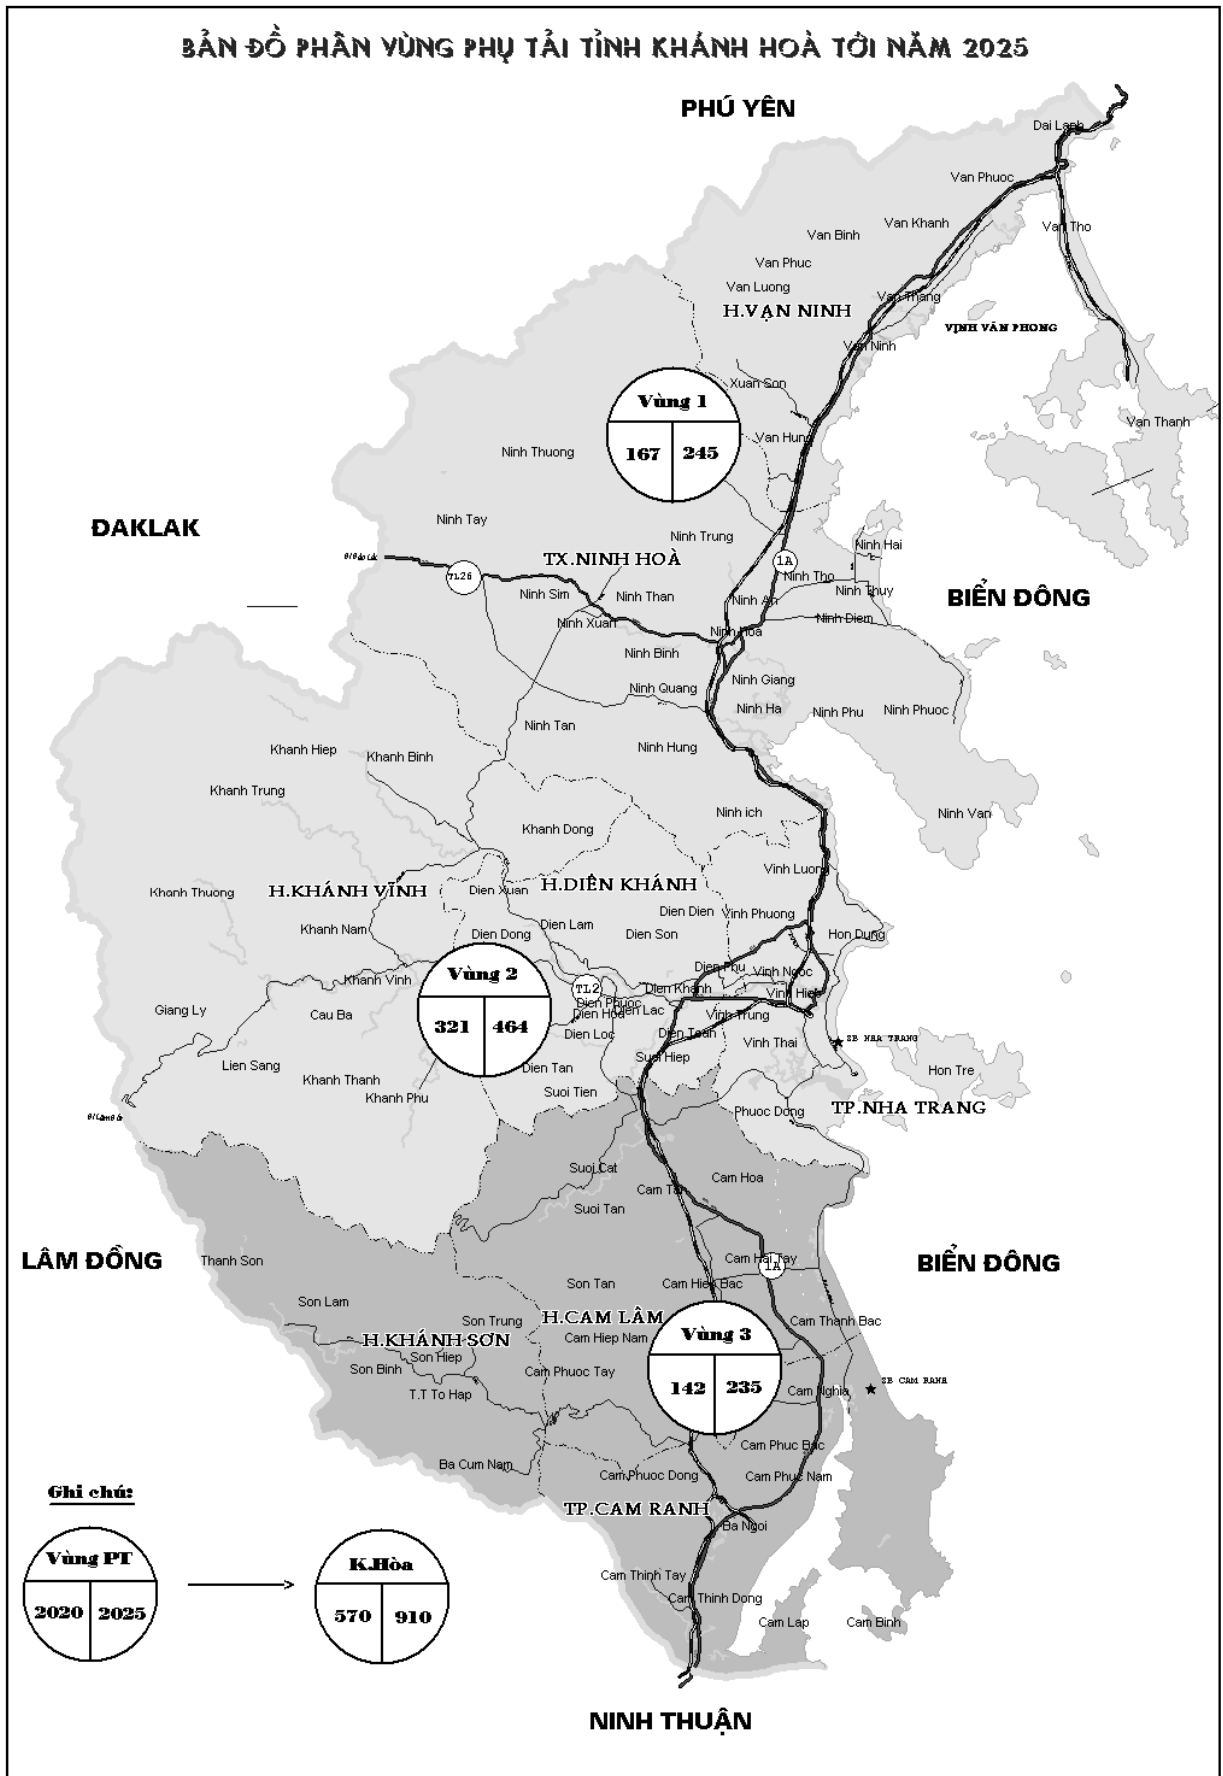 BẢN ĐỒ PHÂN VÙNG PHỤ TẢI TỈNH KHÁNH HOÀ TỚI NĂM 2025
PHÚ YÊN
Dai Lanh
Van Phuoc
Van Khanh
Van Tho
Van Binh
Van Phuc
Van Luong
Van Thang
H.VẠN NINH
VỊNH VÂN PHONG
Van Ninh
Xuan Son
Vùng 1
167
245
Van Hung
Van Thanh
Ninh Thuong
ĐAKLAK
Ninh Tay
Ninh Trung
Ninh Hai
TX.NINH HOÀ
1A
TL26
Ninh Tho
Ninh Thuy
Ninh Sim
Ninh Than
Ninh An
BIỂN ĐÔNG
Ninh Xuan
Ninh Diem
Ninh Hoa
Ninh Binh
Ninh Quang
Ninh Giang
Ninh Ha
Ninh Phu
Ninh Phuoc
Ninh Tan
Khanh Hiep
Khanh Binh
Ninh Hung
Khanh Trung
Ninh ich
Ninh Van
Khanh Dong
Vinh Luong
Khanh Thuong
H.KHÁNH VĨNH
Dien Xuan
H.DIÊN KHÁNH
Dien Dien
Vinh Phuong
Khanh Nam
Dien Dong
Dien Lam
Dien Son
Hon Dung
Vùng 2
321
464
Khanh Vinh
Dien Phu
Vinh Ngoc
TL2
Dien Khanh
Vinh Hiep
Giang Ly
Cau Ba
Dien Phuoc
Dien Hoa
Dien Lac
Vinh Trung
Dien Loc
Dien Toan
Vinh Thai
SB NHA TRANG
Lien Sang
Dien Tan
Suoi Hiep
Hon Tre
Khanh Thanh
Khanh Phu
Suoi Tien
Phuoc Dong
TP.NHA TRANG
Suoi Cat
Cam Hoa
Cam Tan
Suoi Tan
LÂM ĐỒNG
Thanh Son
Cam Hai Tay
1A
BIỂN ĐÔNG
Son Tan
Cam Hiep Bac
Son Lam
Son Trung
H.CAM LÂM
Cam Thanh Bac
H.KHÁNH SƠN
Cam Hiep Nam
Vùng 3
142
235
Son Hiep
Son Binh
Cam Phuoc Tay
SB CAM RANH
T.T To Hap
Cam Nghia
Cam Phuc Bac
Ba Cum Nam
Cam Phuoc Dong
Cam Phuc Nam
TP.CAM RANH
Ba Ngoi
Ghi chú:
Vùng PT
2020
2025
K.Hòa
570
910
Cam Thinh Tay
Cam Thinh Dong
Cam Lap
Cam Binh
NINH THUẬN